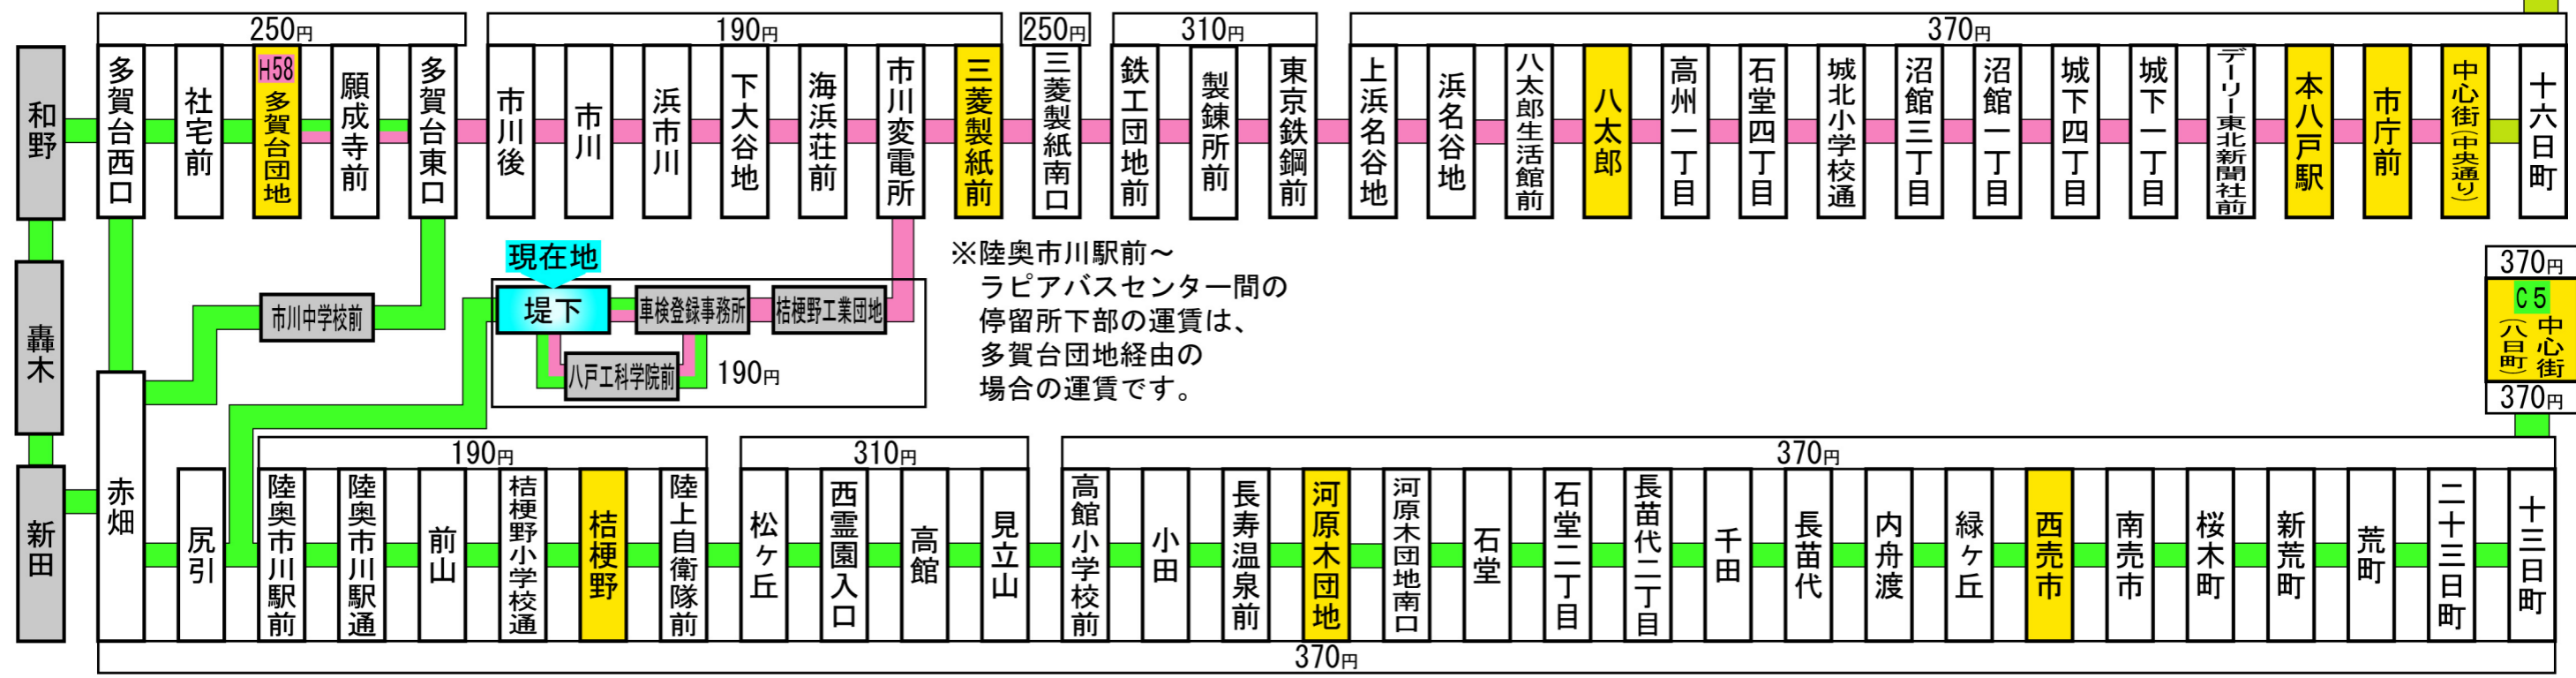 250円
190円
250円
310円
370円
和野
多賀台西口
社宅前
H58
多賀台団地
願成寺前
多賀台東口
市川後
市川
浜市川
下大谷地
海浜荘前
市川変電所
三菱製紙前
三菱製紙南口
鉄工団地前
製錬所前
東京鉄鋼前
上浜名谷地
浜名谷地
八太郎生活館前
八太郎
高州一丁目
石堂四丁目
城北小学校通
沼館三丁目
沼館一丁目
城下四丁目
城下一丁目
デーリー東北新聞社前
本八戸駅
市庁前
中心街(中央通り)
十六日町
轟木
市川中学校前
現在地
堤下
車検登録事務所
桔梗野工業団地
八戸工科学院前
190円
※陸奥市川駅前～
ラピアバスセンター間の
停留所下部の運賃は、
多賀台団地経由の
場合の運賃です。
370円
C5
中心街
(八日町)
370円
190円
310円
370円
新田
赤畑
尻引
陸奥市川駅前
陸奥市川駅通
前山
桔梗野小学校通
桔梗野
陸上自衛隊前
松ヶ丘
西霊園入口
高館
見立山
高館小学校前
小田
長寿温泉前
河原木団地
河原木団地南口
石堂
石堂二丁目
長苗代二丁目
千田
長苗代
内舟渡
緑ヶ丘
西売市
南売市
桜木町
新荒町
荒町
二十三日町
十三日町
370円